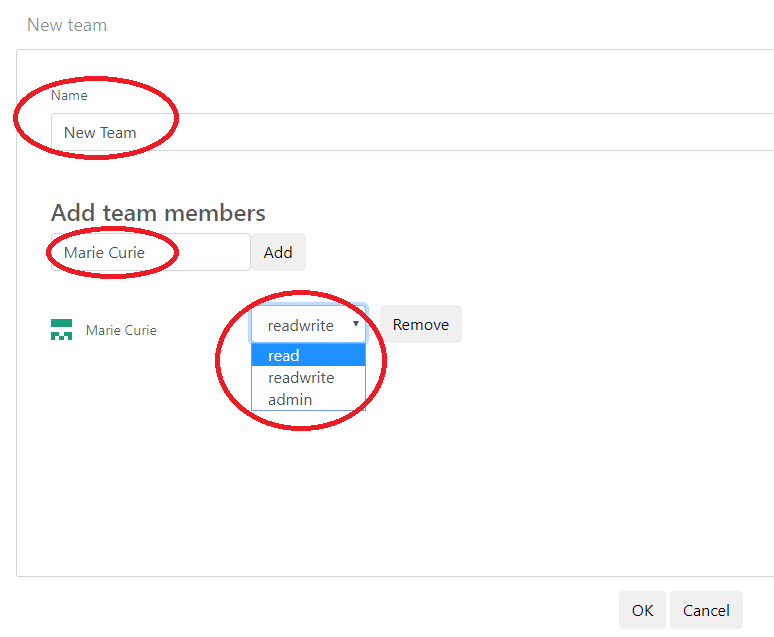 New team
Name
New Team
Add team members
Marie Curie Add
Marie Curie readwrite Remove
read
readwrite
admin
OK Cancel